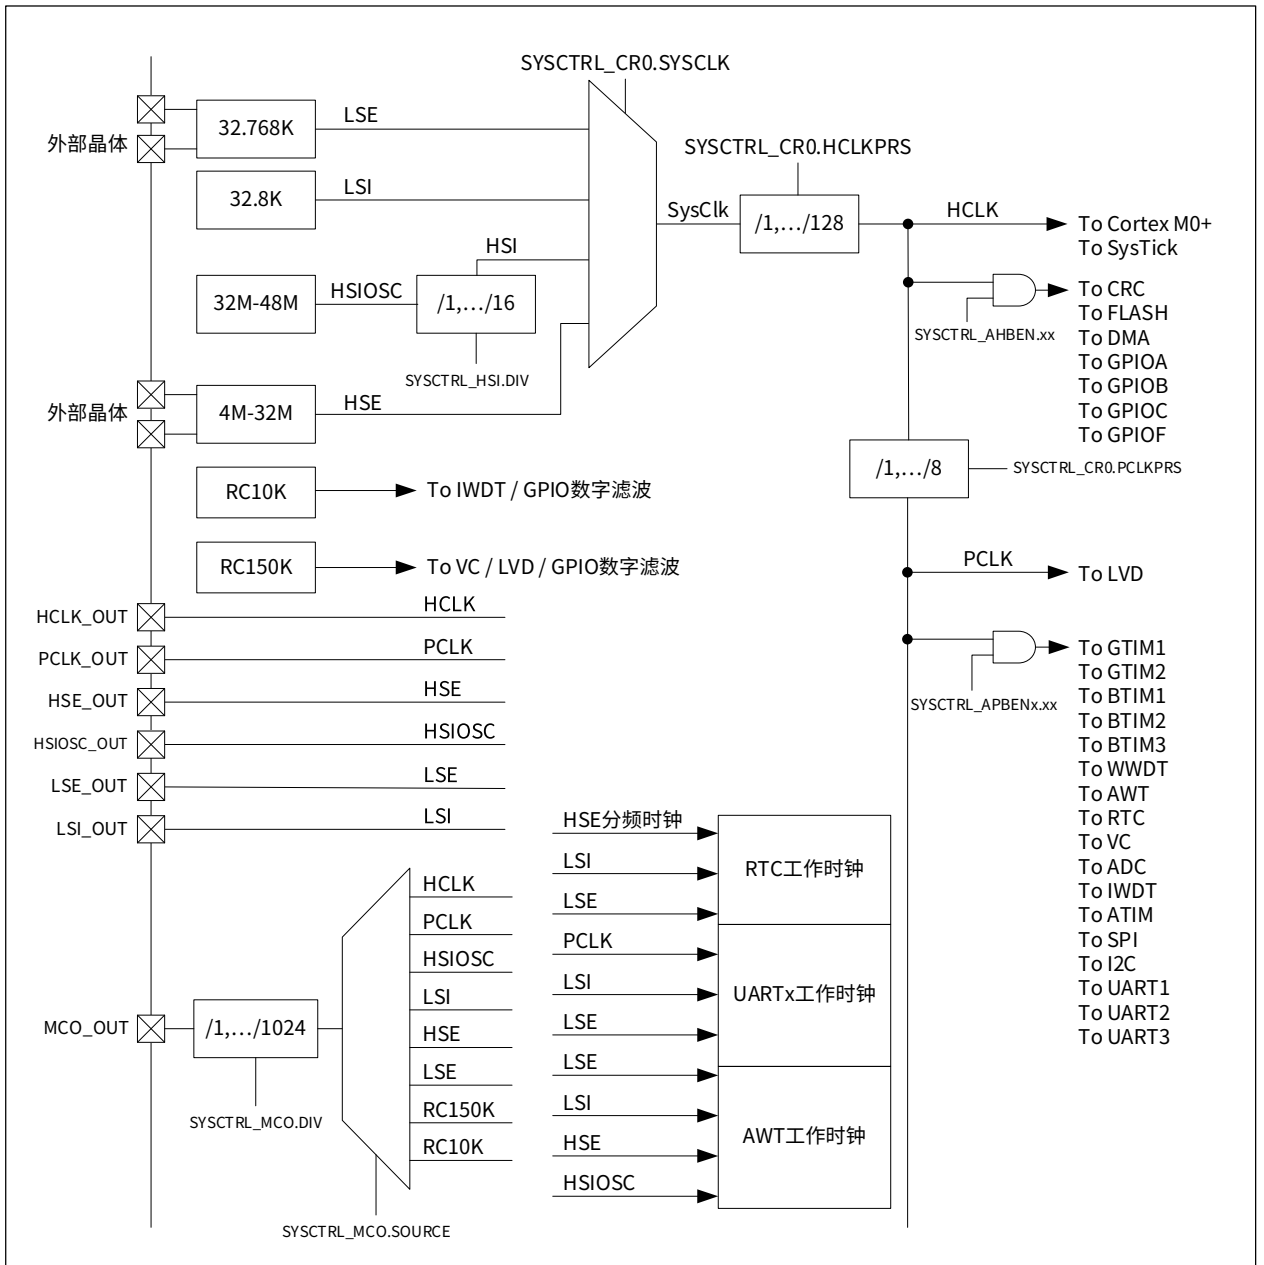 SYSCTRL_CR0.SYSCLK
外部晶体
32.768K
LSE
32.8K
LSI
SYSCTRL_CR0.HCLKPRS
SysClk
/1,.../128
HCLK
To Cortex M0+
To SysTick
HSI
32M-48M
HSIOSC
/1,.../16
SYSCTRL_HSI.DIV
SYSCTRL_AHBEN.xx
To CRC
To FLASH
To DMA
To GPIOA
To GPIOB
To GPIOC
To GPIOF
外部晶体
4M-32M
HSE
/1,.../8
SYSCTRL_CR0.PCLKPRS
RC10K
To IWDT / GPIO数字滤波
RC150K
To VC / LVD / GPIO数字滤波
PCLK
To LVD
HCLK_OUT
HCLK
PCLK_OUT
PCLK
HSE_OUT
HSE
HSIOSC_OUT
HSIOSC
LSE_OUT
LSE
LSI_OUT
LSI
SYSCTRL_APBENx.xx
To GTIM1
To GTIM2
To BTIM1
To BTIM2
To BTIM3
To WWDT
To AWT
To RTC
To VC
To ADC
To IWDT
To ATIM
To SPI
To I2C
To UART1
To UART2
To UART3
MCO_OUT
/1,.../1024
SYSCTRL_MCO.DIV
HCLK
PCLK
HSIOSC
LSI
HSE
LSE
RC150K
RC10K
SYSCTRL_MCO.SOURCE
HSE分频时钟
LSI
LSE
RTC工作时钟
PCLK
LSI
LSE
UARTx工作时钟
LSE
LSI
HSE
HSIOSC
AWT工作时钟